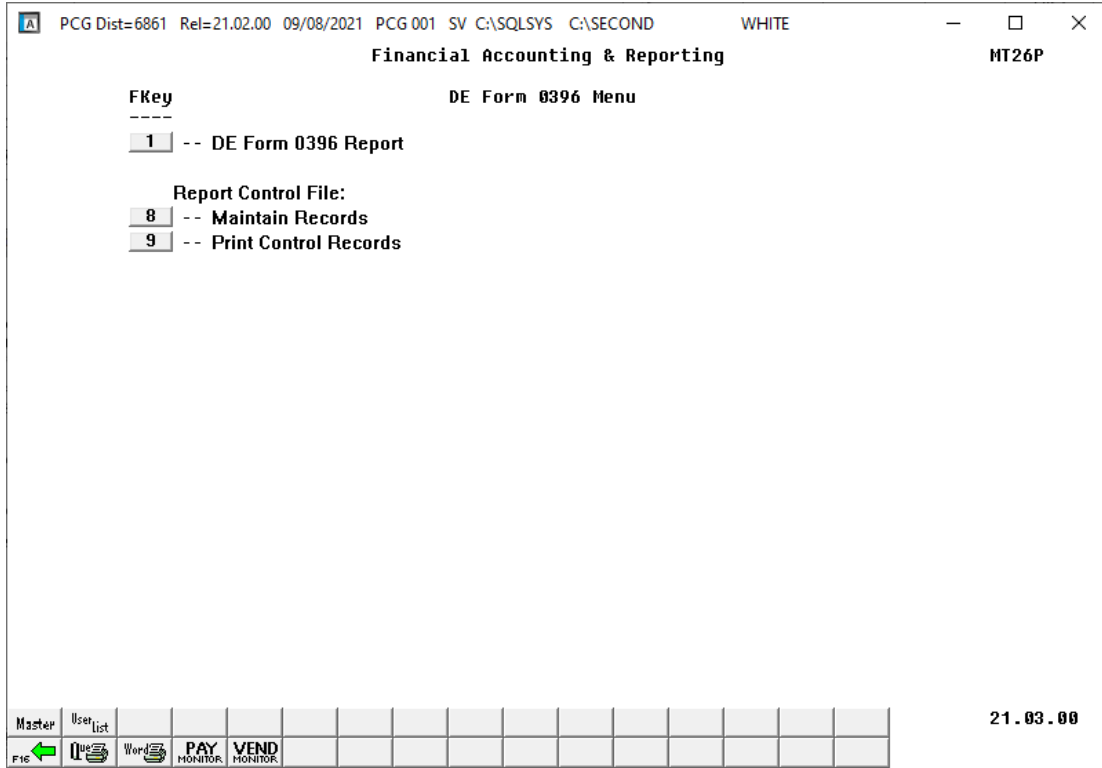 A PCG Dist=6861 Rel=21.02.00 09/08/2021 PCG 001 SV C:\SQLSYS C:\SECOND WHITE
Financial Accounting & Reporting MT26P
FKey DE Form 0396 Menu
----
1 -- DE Form 0396 Report
Report Control File:
8 -- Maintain Records
9 -- Print Control Records
Master User List 21.03.00
F16 Que Word PAY MONITOR VEND MONITOR